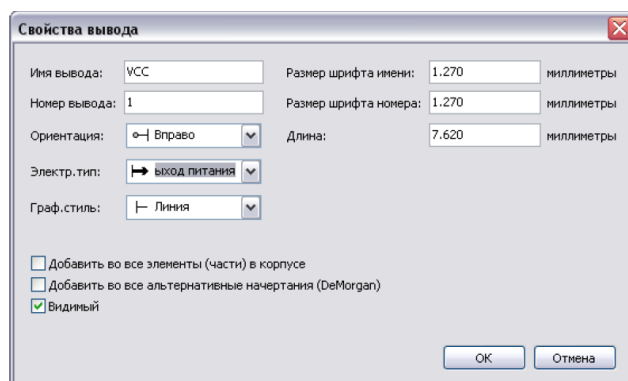 Свойства вывода
Имя вывода: VCC Размер шрифта имени: 1.270 миллиметры
Номер вывода: 1 Размер шрифта номера: 1.270 миллиметры
Ориентация: Вправо Длина: 7.620 миллиметры
Электр.тип: ыход питания
Граф.стиль: Линия
Добавить во все элементы (части) в корпусе
Добавить во все альтернативные начертания (DeMorgan)
Видимый
OK Отмена